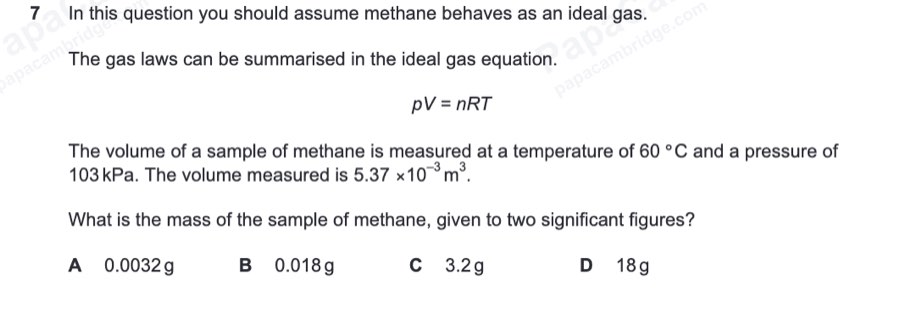 7 In this question you should assume methane behaves as an ideal gas.
papacambridge.com
The gas laws can be summarised in the ideal gas equation.
pV = nRT
The volume of a sample of methane is measured at a temperature of 60 °C and a pressure of
103 kPa. The volume measured is 5.37 ×10⁻³ m³.
What is the mass of the sample of methane, given to two significant figures?
A 0.0032 g B 0.018 g C 3.2 g D 18 g